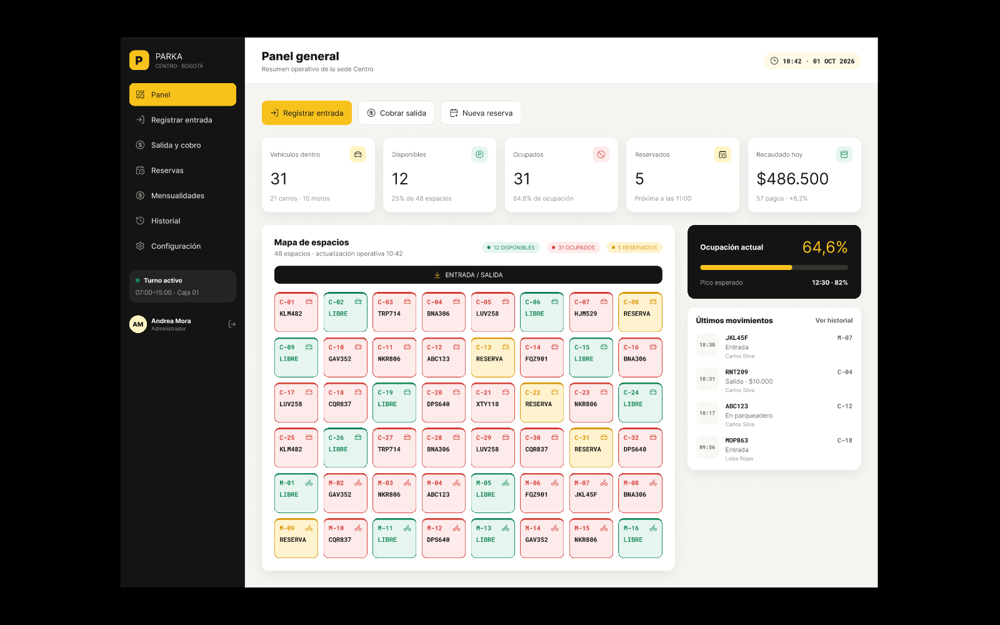 P
PARKA
CENTRO · BOGOTÁ
Panel
Registrar entrada
Salida y cobro
Reservas
Mensualidades
Historial
Configuración
Turno activo
07:00–15:00 · Caja 01
AM
Andrea Mora
Administrador
Panel general
Resumen operativo de la sede Centro
10:42 · 01 OCT 2026
Registrar entrada
Cobrar salida
Nueva reserva
Vehículos dentro
31
21 carros · 10 motos
Disponibles
12
25% de 48 espacios
Ocupados
31
64,6% de ocupación
Reservados
5
Próxima a las 11:00
Recaudado hoy
$486.500
57 pagos · +8,2%
Mapa de espacios
48 espacios · actualización operativa 10:42
12 DISPONIBLES
31 OCUPADOS
5 RESERVADOS
ENTRADA / SALIDA
C-01 C-02 C-03 C-04 C-05 C-06 C-07 C-08
KLM482 LIBRE TRP714 BNA306 LUV258 LIBRE HJM529 RESERVA
C-09 C-10 C-11 C-12 C-13 C-14 C-15 C-16
LIBRE GAV352 NKR806 ABC123 RESERVA FQZ901 LIBRE BNA306
C-17 C-18 C-19 C-20 C-21 C-22 C-23 C-24
LUV258 CQR837 LIBRE DPS640 XTY118 RESERVA NKR806 LIBRE
C-25 C-26 C-27 C-28 C-29 C-30 C-31 C-32
KLM482 LIBRE TRP714 BNA306 LUV258 CQR837 RESERVA DPS640
M-01 M-02 M-03 M-04 M-05 M-06 M-07 M-08
LIBRE GAV352 NKR806 ABC123 LIBRE FQZ901 JKL45F BNA306
M-09 M-10 M-11 M-12 M-13 M-14 M-15 M-16
RESERVA CQR837 LIBRE DPS640 LIBRE GAV352 NKR806 LIBRE
Ocupación actual
64,6%
Pico esperado
12:30 · 82%
Últimos movimientos
Ver historial
10:38
JKL45F
M-07
Entrada
Carlos Silva
10:31
RNT209
C-04
Salida · $10.000
Carlos Silva
10:17
ABC123
C-12
En parqueadero
Carlos Silva
09:56
MOP863
C-18
Entrada
Luisa Rojas